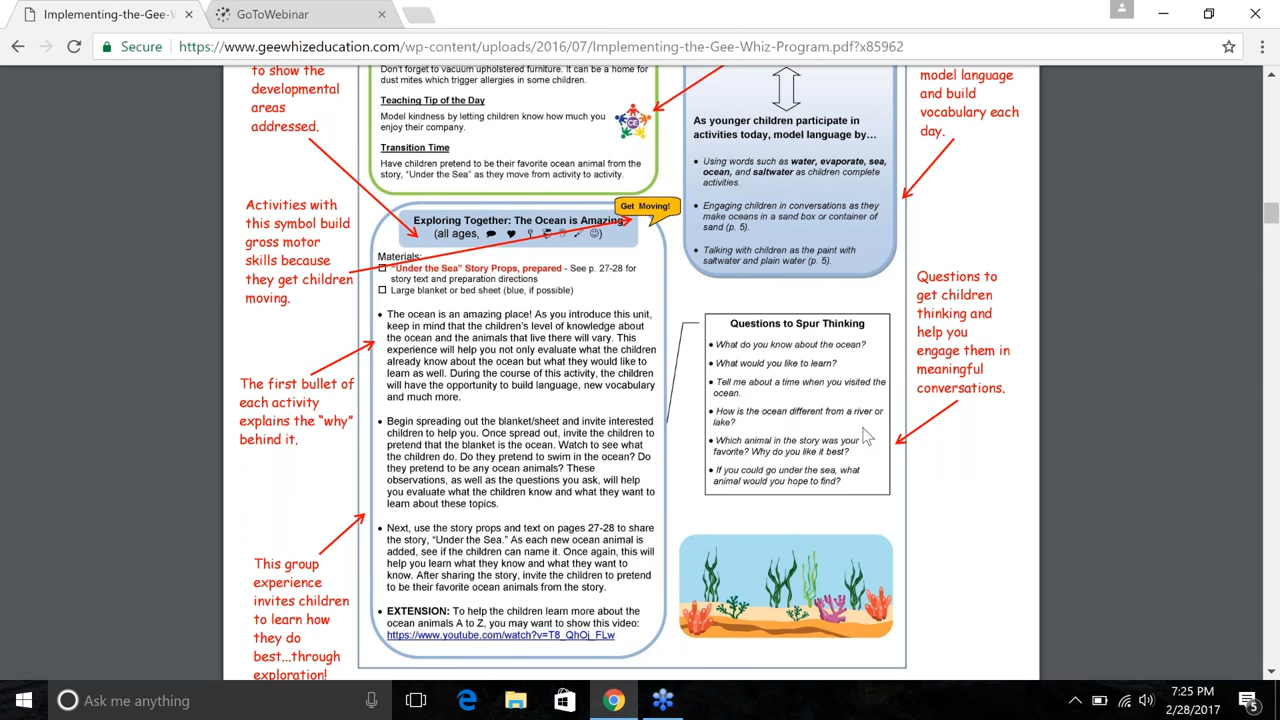 Implementing-the-Gee-W
GoToWebinar
Secure
https://www.geewhizeducation.com/wp-content/uploads/2016/07/Implementing-the-Gee-Whiz-Program.pdf?x85962
to show the
developmental
areas
addressed.
Activities with
this symbol build
gross motor
skills because
they get children
moving.
The first bullet of
each activity
explains the “why”
behind it.
This group
experience
invites children
to learn how
they do
best...through
exploration!
Don't forget to vacuum upholstered furniture. It can be a home for
dust mites which trigger allergies in some children.
Teaching Tip of the Day
Model kindness by letting children know how much you
enjoy their company.
Transition Time
Have children pretend to be their favorite ocean animal from the
story, “Under the Sea” as they move from activity to activity.
Get Moving!
Exploring Together: The Ocean is Amazing
(all ages,
Materials:
“Under the Sea” Story Props, prepared - See p. 27-28 for
story text and preparation directions
Large blanket or bed sheet (blue, if possible)
• The ocean is an amazing place! As you introduce this unit,
keep in mind that the children's level of knowledge about
the ocean and the animals that live there will vary. This
experience will help you not only evaluate what the children
already know about the ocean but what they would like to
learn as well. During the course of this activity, the children
will have the opportunity to build language, new vocabulary
and much more.
• Begin spreading out the blanket/sheet and invite interested
children to help you. Once spread out, invite the children to
pretend that the blanket is the ocean. Watch to see what
the children do. Do they pretend to swim in the ocean? Do
they pretend to be any ocean animals? These
observations, as well as the questions you ask, will help
you evaluate what the children know and what they want to
learn about these topics.
• Next, use the story props and text on pages 27-28 to share
the story, “Under the Sea.” As each new ocean animal is
added, see if the children can name it. Once again, this will
help you learn what they know and what they want to
know. After sharing the story, invite the children to pretend
to be their favorite ocean animals from the story.
• EXTENSION: To help the children learn more about the
ocean animals A to Z, you may want to show this video:
https://www.youtube.com/watch?v=T8_QhOj_FLw
As younger children participate in
activities today, model language by…
• Using words such as water, evaporate, sea,
ocean, and saltwater as children complete
activities.
• Engaging children in conversations as they
make oceans in a sand box or container of
sand (p. 5).
• Talking with children as the paint with
saltwater and plain water (p. 5).
Questions to Spur Thinking
• What do you know about the ocean?
• What would you like to learn?
• Tell me about a time when you visited the
ocean.
• How is the ocean different from a river or
lake?
• Which animal in the story was your
favorite? Why do you like it best?
• If you could go under the sea, what
animal would you hope to find?
model language
and build
vocabulary each
day.
Questions to
get children
thinking and
help you
engage them in
meaningful
conversations.
Ask me anything
7:25 PM
2/28/2017
5